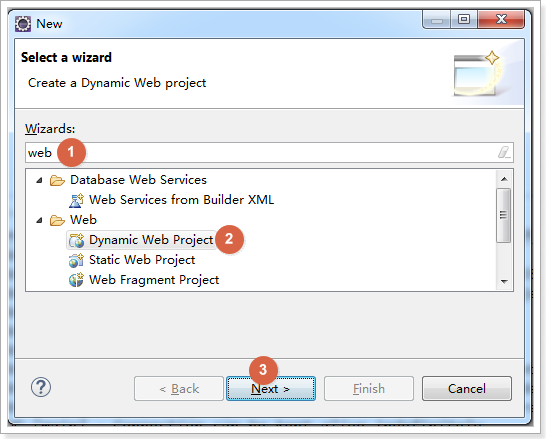 New
Select a wizard
Create a Dynamic Web project
Wizards:
web 1
Database Web Services
Web Services from Builder XML
Web
Dynamic Web Project 2
Static Web Project
Web Fragment Project
3
? < Back Next > Finish Cancel